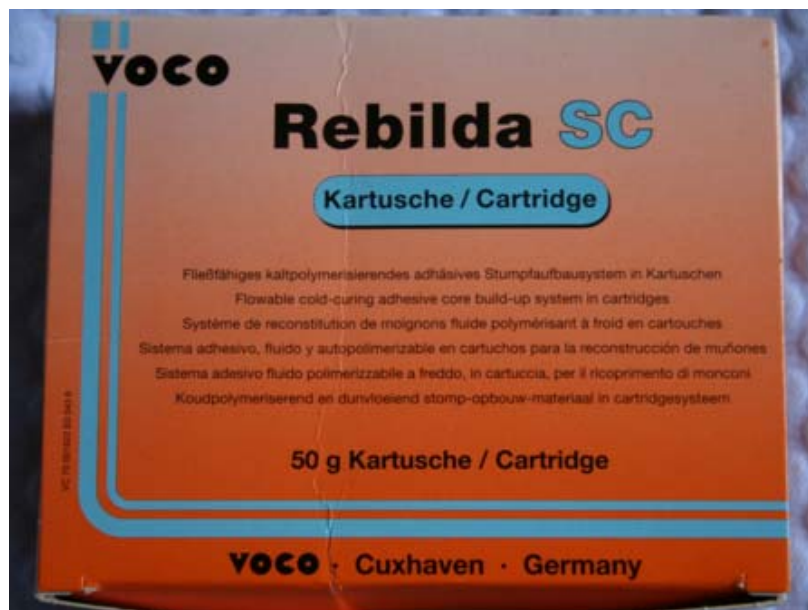 VOCO
Rebilda SC
Kartusche / Cartridge
Fließfähiges kaltpolymerisierendes adhäsives Stumpfaufbausystem in Kartuschen
Flowable cold-curing adhesive core build-up system in cartridges
Système de reconstitution de moignons fluide polymérisant à froid en cartouches
Sistema adhesivo, fluido y autopolimerizable en cartuchos para la reconstrucción de muñones
Sistema adesivo fluido polimerizzabile a freddo, in cartuccia, per il ricoprimento di monconi
Koudpolymeriserend en dunvloeiend stomp-opbouw-materiaal in cartridgesysteem
50 g Kartusche / Cartridge
VOCO · Cuxhaven · Germany